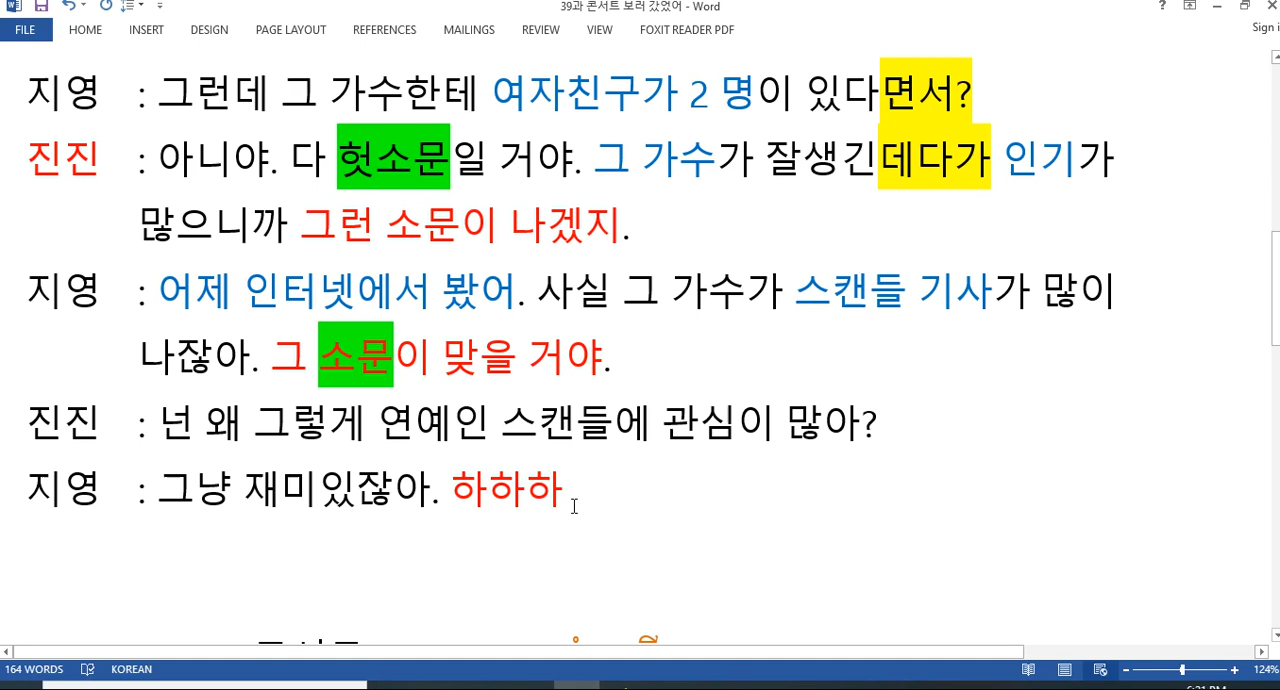 39과 콘서트 보러 갔었어 - Word
FILE HOME INSERT DESIGN PAGE LAYOUT REFERENCES MAILINGS REVIEW VIEW FOXIT READER PDF Sign i
지영 : 그런데 그 가수한테 여자친구가 2 명이 있다면서?
진진 : 아니야. 다 헛소문일 거야. 그 가수가 잘생긴데다가 인기가
많으니까 그런 소문이 나겠지.
지영 : 어제 인터넷에서 봤어. 사실 그 가수가 스캔들 기사가 많이
나잖아. 그 소문이 맞을 거야.
진진 : 넌 왜 그렇게 연예인 스캔들에 관심이 많아?
지영 : 그냥 재미있잖아. 하하하
164 WORDS KOREAN 124%